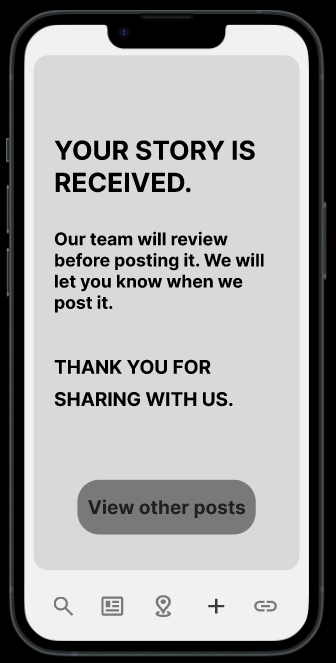 YOUR STORY IS
RECEIVED.
Our team will review
before posting it. We will
let you know when we
post it.
THANK YOU FOR
SHARING WITH US.
View other posts